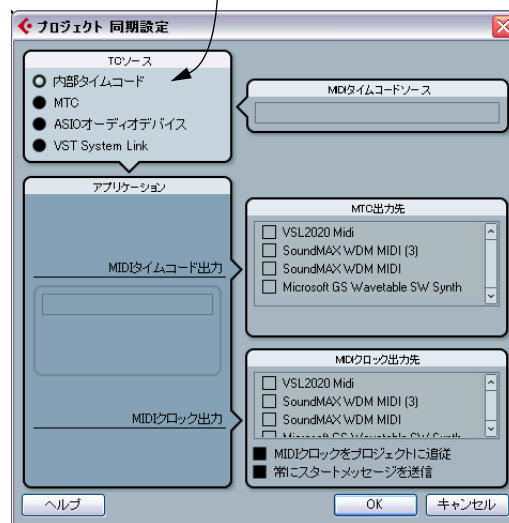 プロジェクト 同期設定
TCソース
内部タイムコード
MTC
ASIOオーディオデバイス
VST System Link
MIDIタイムコードソース
アプリケーション
MIDIタイムコード出力
MIDIクロック出力
MTC出力先
VSL2020 Midi
SoundMAX WDM MIDI (3)
SoundMAX WDM MIDI
Microsoft GS Wavetable SW Synth
MIDIクロック出力先
VSL2020 Midi
SoundMAX WDM MIDI (3)
SoundMAX WDM MIDI
Microsoft GS Wavetable SW Synth
MIDIクロックをプロジェクトに追従
常にスタートメッセージを送信
ヘルプ
OK
キャンセル